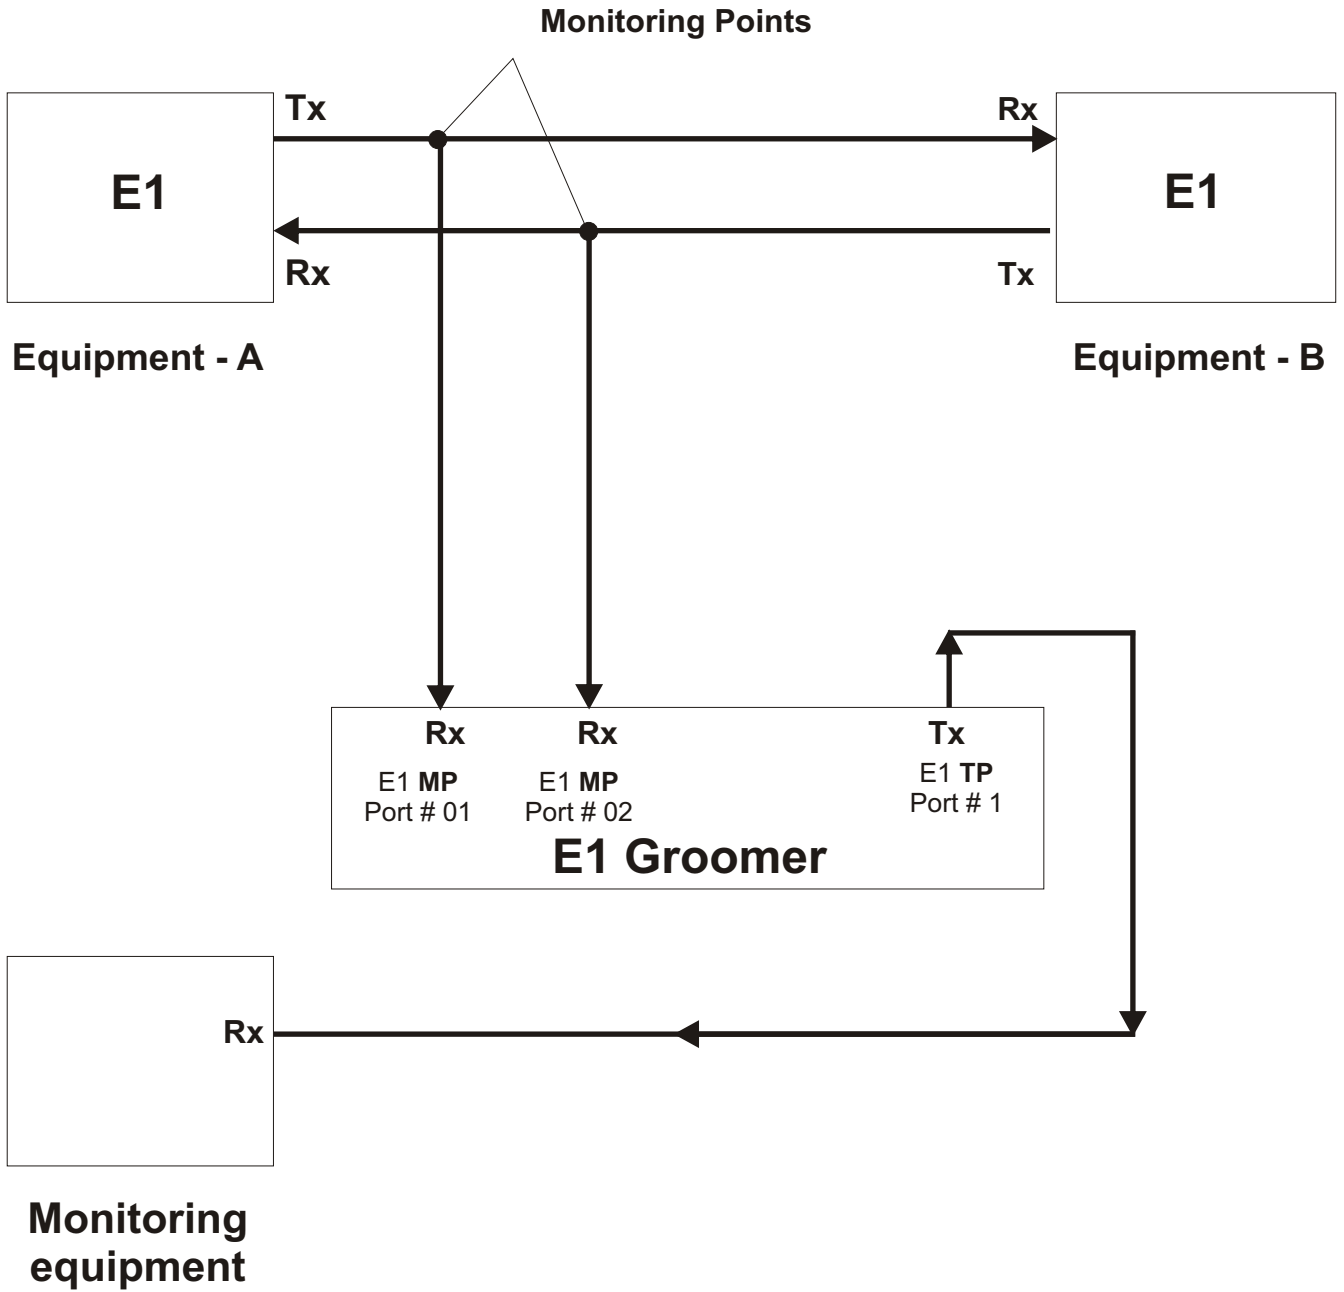 Monitoring Points
Tx
Rx
E1
E1
Rx
Tx
Equipment - A
Equipment - B
Rx
Rx
Tx
E1 MP
Port # 01
E1 MP
Port # 02
E1 TP
Port # 1
E1 Groomer
Rx
Monitoring
equipment